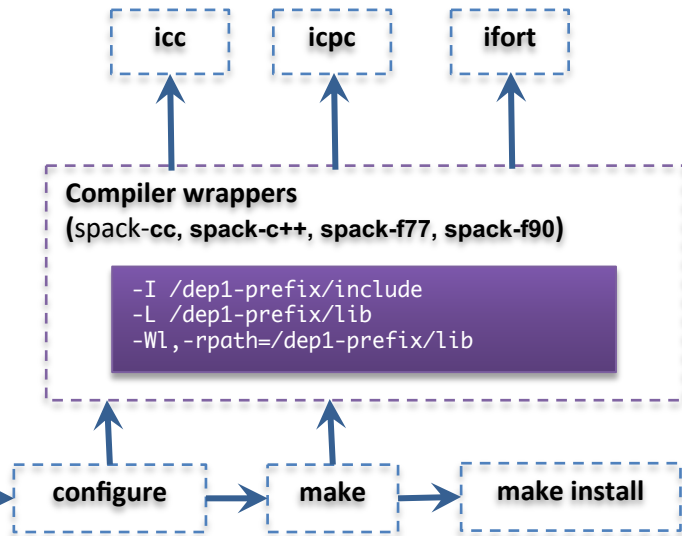 icc
icpc
ifort
Compiler wrappers
(spack-cc, spack-c++, spack-f77, spack-f90)
-I /dep1-prefix/include
-L /dep1-prefix/lib
-Wl,-rpath=/dep1-prefix/lib
configure
make
make install